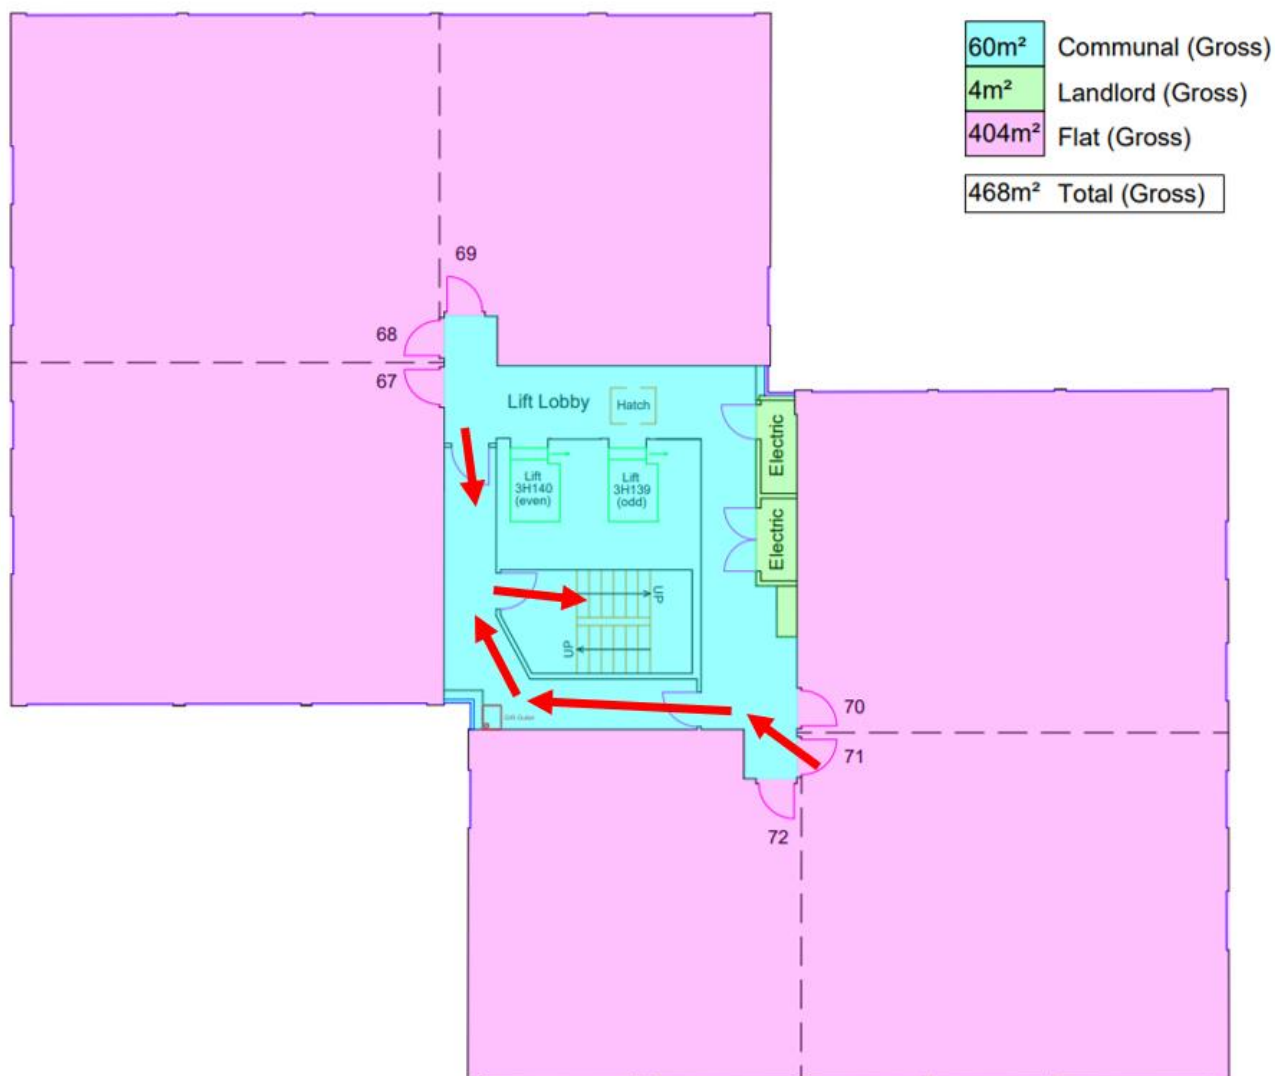 60m² Communal (Gross)
4m² Landlord (Gross)
404m² Flat (Gross)
468m² Total (Gross)
69
68
67
Lift Lobby
Hatch
Electric
Lift
3H140
(even)
Lift
3H139
(odd)
Electric
UP
UP
70
71
72